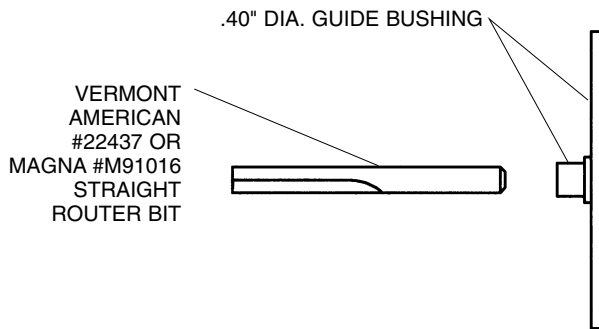 .40" DIA. GUIDE BUSHING
VERMONT
AMERICAN
#22437 OR
MAGNA #M91016
STRAIGHT
ROUTER BIT